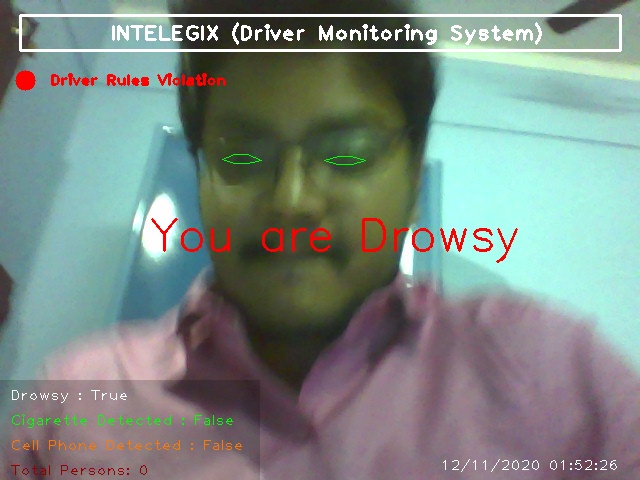 INTELEGIX (Driver Monitoring System)
Driver Rules Violation
You are Drowsy
Drowsy : True
Cigarette Detected : False
Cell Phone Detected : False
Total Persons: 0
12/11/2020 01:52:26